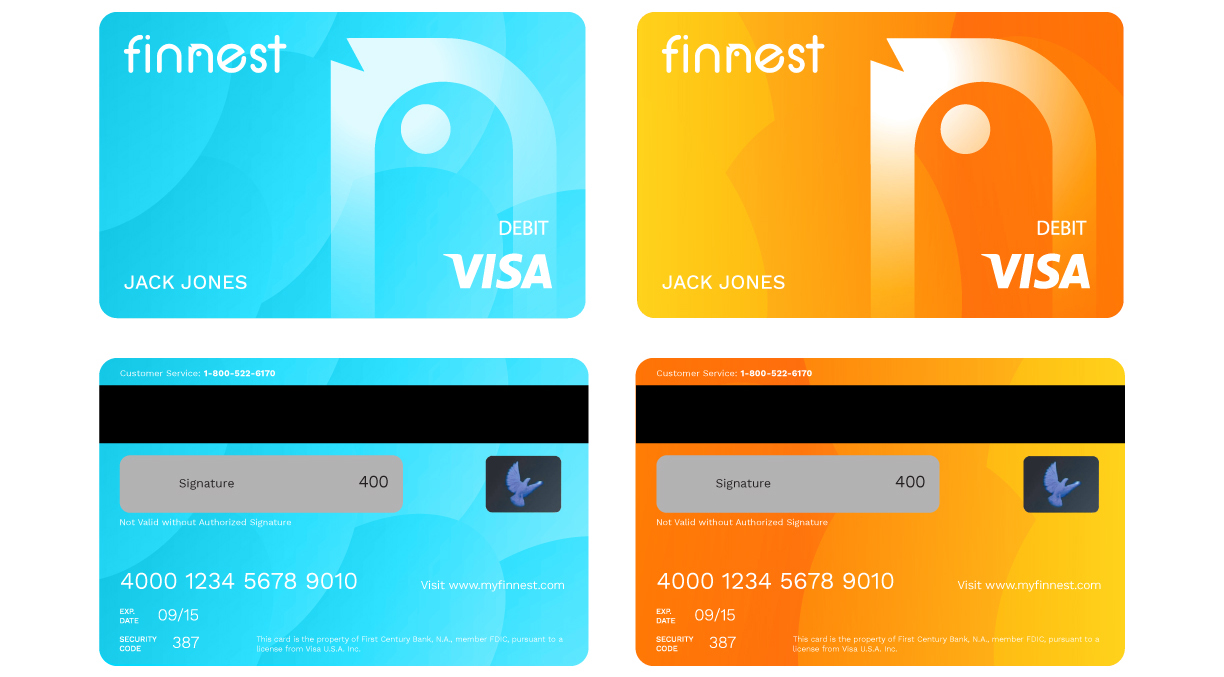 finnest
DEBIT
VISA
JACK JONES
finnest
DEBIT
VISA
JACK JONES
Customer Service: 1-800-522-6170
Signature 400
Not Valid without Authorized Signature
4000 1234 5678 9010
Visit www.myfinnest.com
EXP.
DATE
09/15
SECURITY
CODE
387
This card is the property of First Century Bank, N.A., member FDIC, pursuant to a
license from Visa U.S.A. Inc.
Customer Service: 1-800-522-6170
Signature 400
Not Valid without Authorized Signature
4000 1234 5678 9010
Visit www.myfinnest.com
EXP.
DATE
09/15
SECURITY
CODE
387
This card is the property of First Century Bank, N.A., member FDIC, pursuant to a
license from Visa U.S.A. Inc.